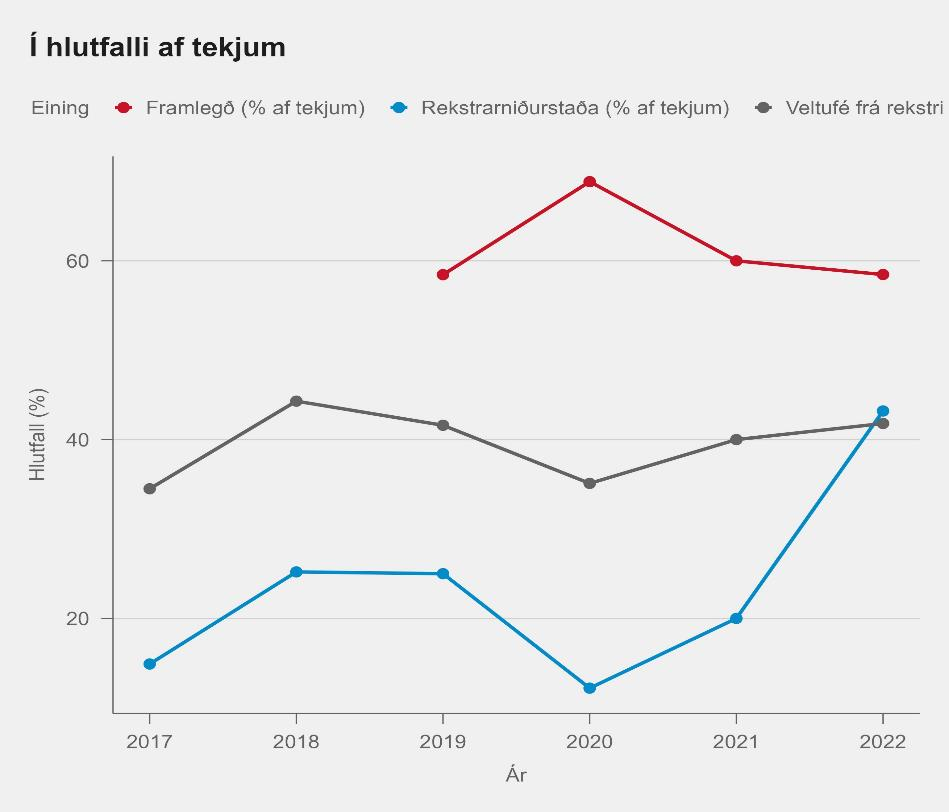 Í hlutfalli af tekjum
Eining Framlegð (% af tekjum) Rekstrarniðurstaða (% af tekjum) Veltufé frá rekstri
60
40
20
Hlutfall (%)
2017 2018 2019 2020 2021 2022
Ár